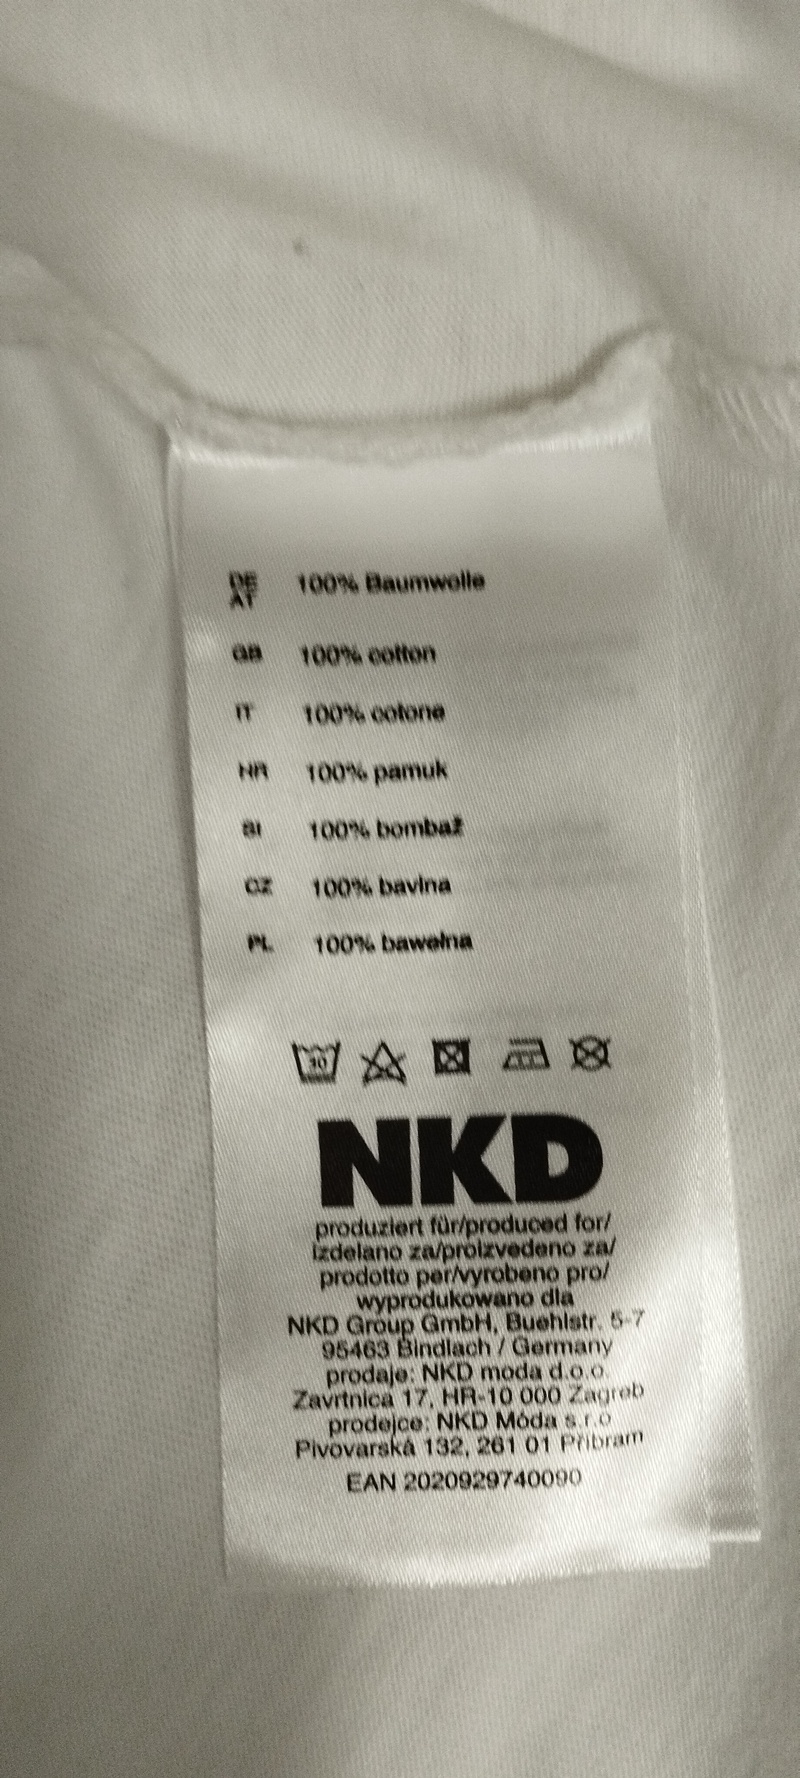 DE
AT 100% Baumwolle
GB 100% cotton
IT 100% cotone
HR 100% pamuk
SI 100% bombaž
CZ 100% bavlna
PL 100% bawełna
30
NKD
produziert für/produced for/
izdelano za/proizvedeno za/
prodotto per/vyrobeno pro/
wyprodukowano dla
NKD Group GmbH, Buehlstr. 5-7
95463 Bindlach / Germany
prodaje: NKD moda d.o.o.
Zavrtnica 17, HR-10 000 Zagreb
prodejce: NKD Móda s.r.o
Pivovarská 132, 261 01 Příbram
EAN 2020929740090